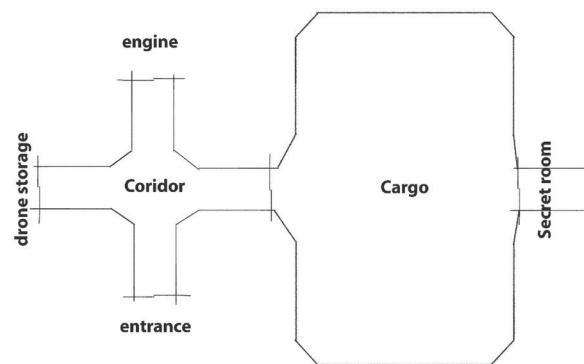 engine
drone storage
Coridor
Cargo
Secret room
entrance